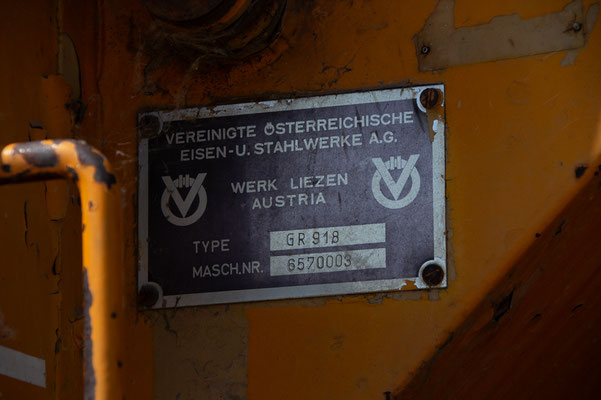 VEREINIGTE ÖSTERREICHISCHE
EISEN-U. STAHLWERKE A.G.
WERK LIEZEN
AUSTRIA
TYPE GR 918
MASCH.NR. 6570003